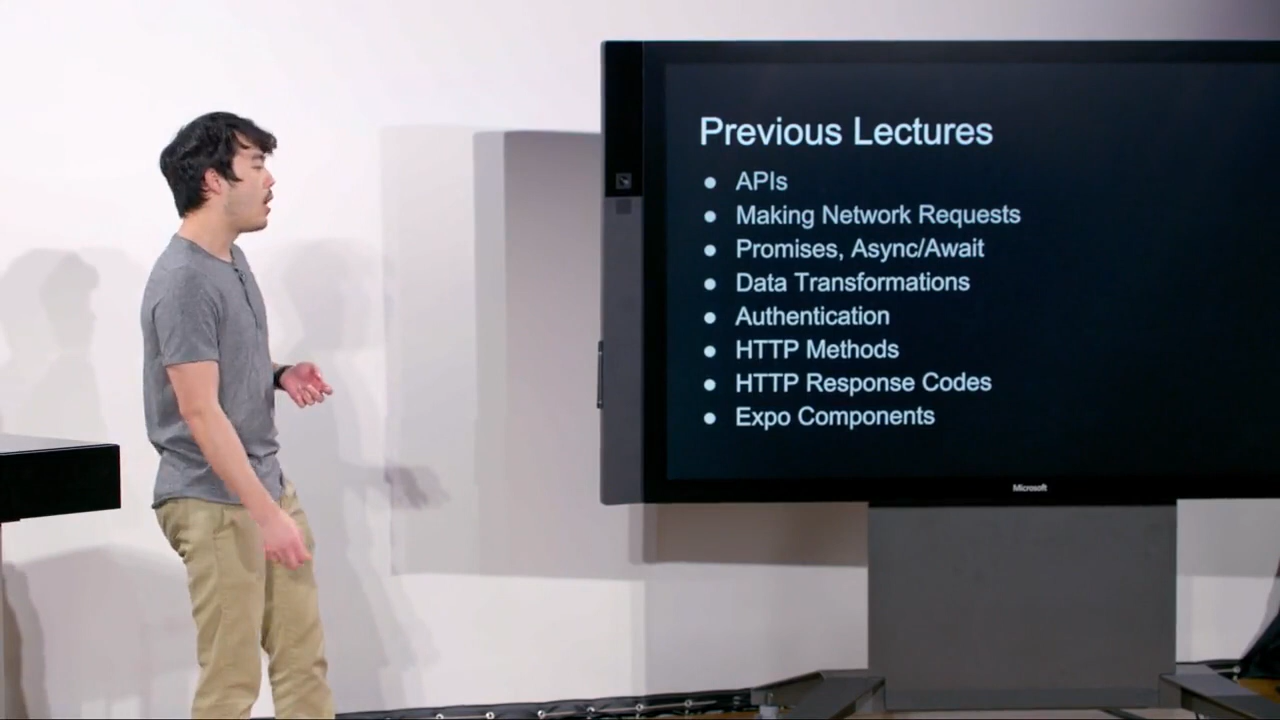 Previous Lectures
● APIs
● Making Network Requests
● Promises, Async/Await
● Data Transformations
● Authentication
● HTTP Methods
● HTTP Response Codes
● Expo Components
Microsoft